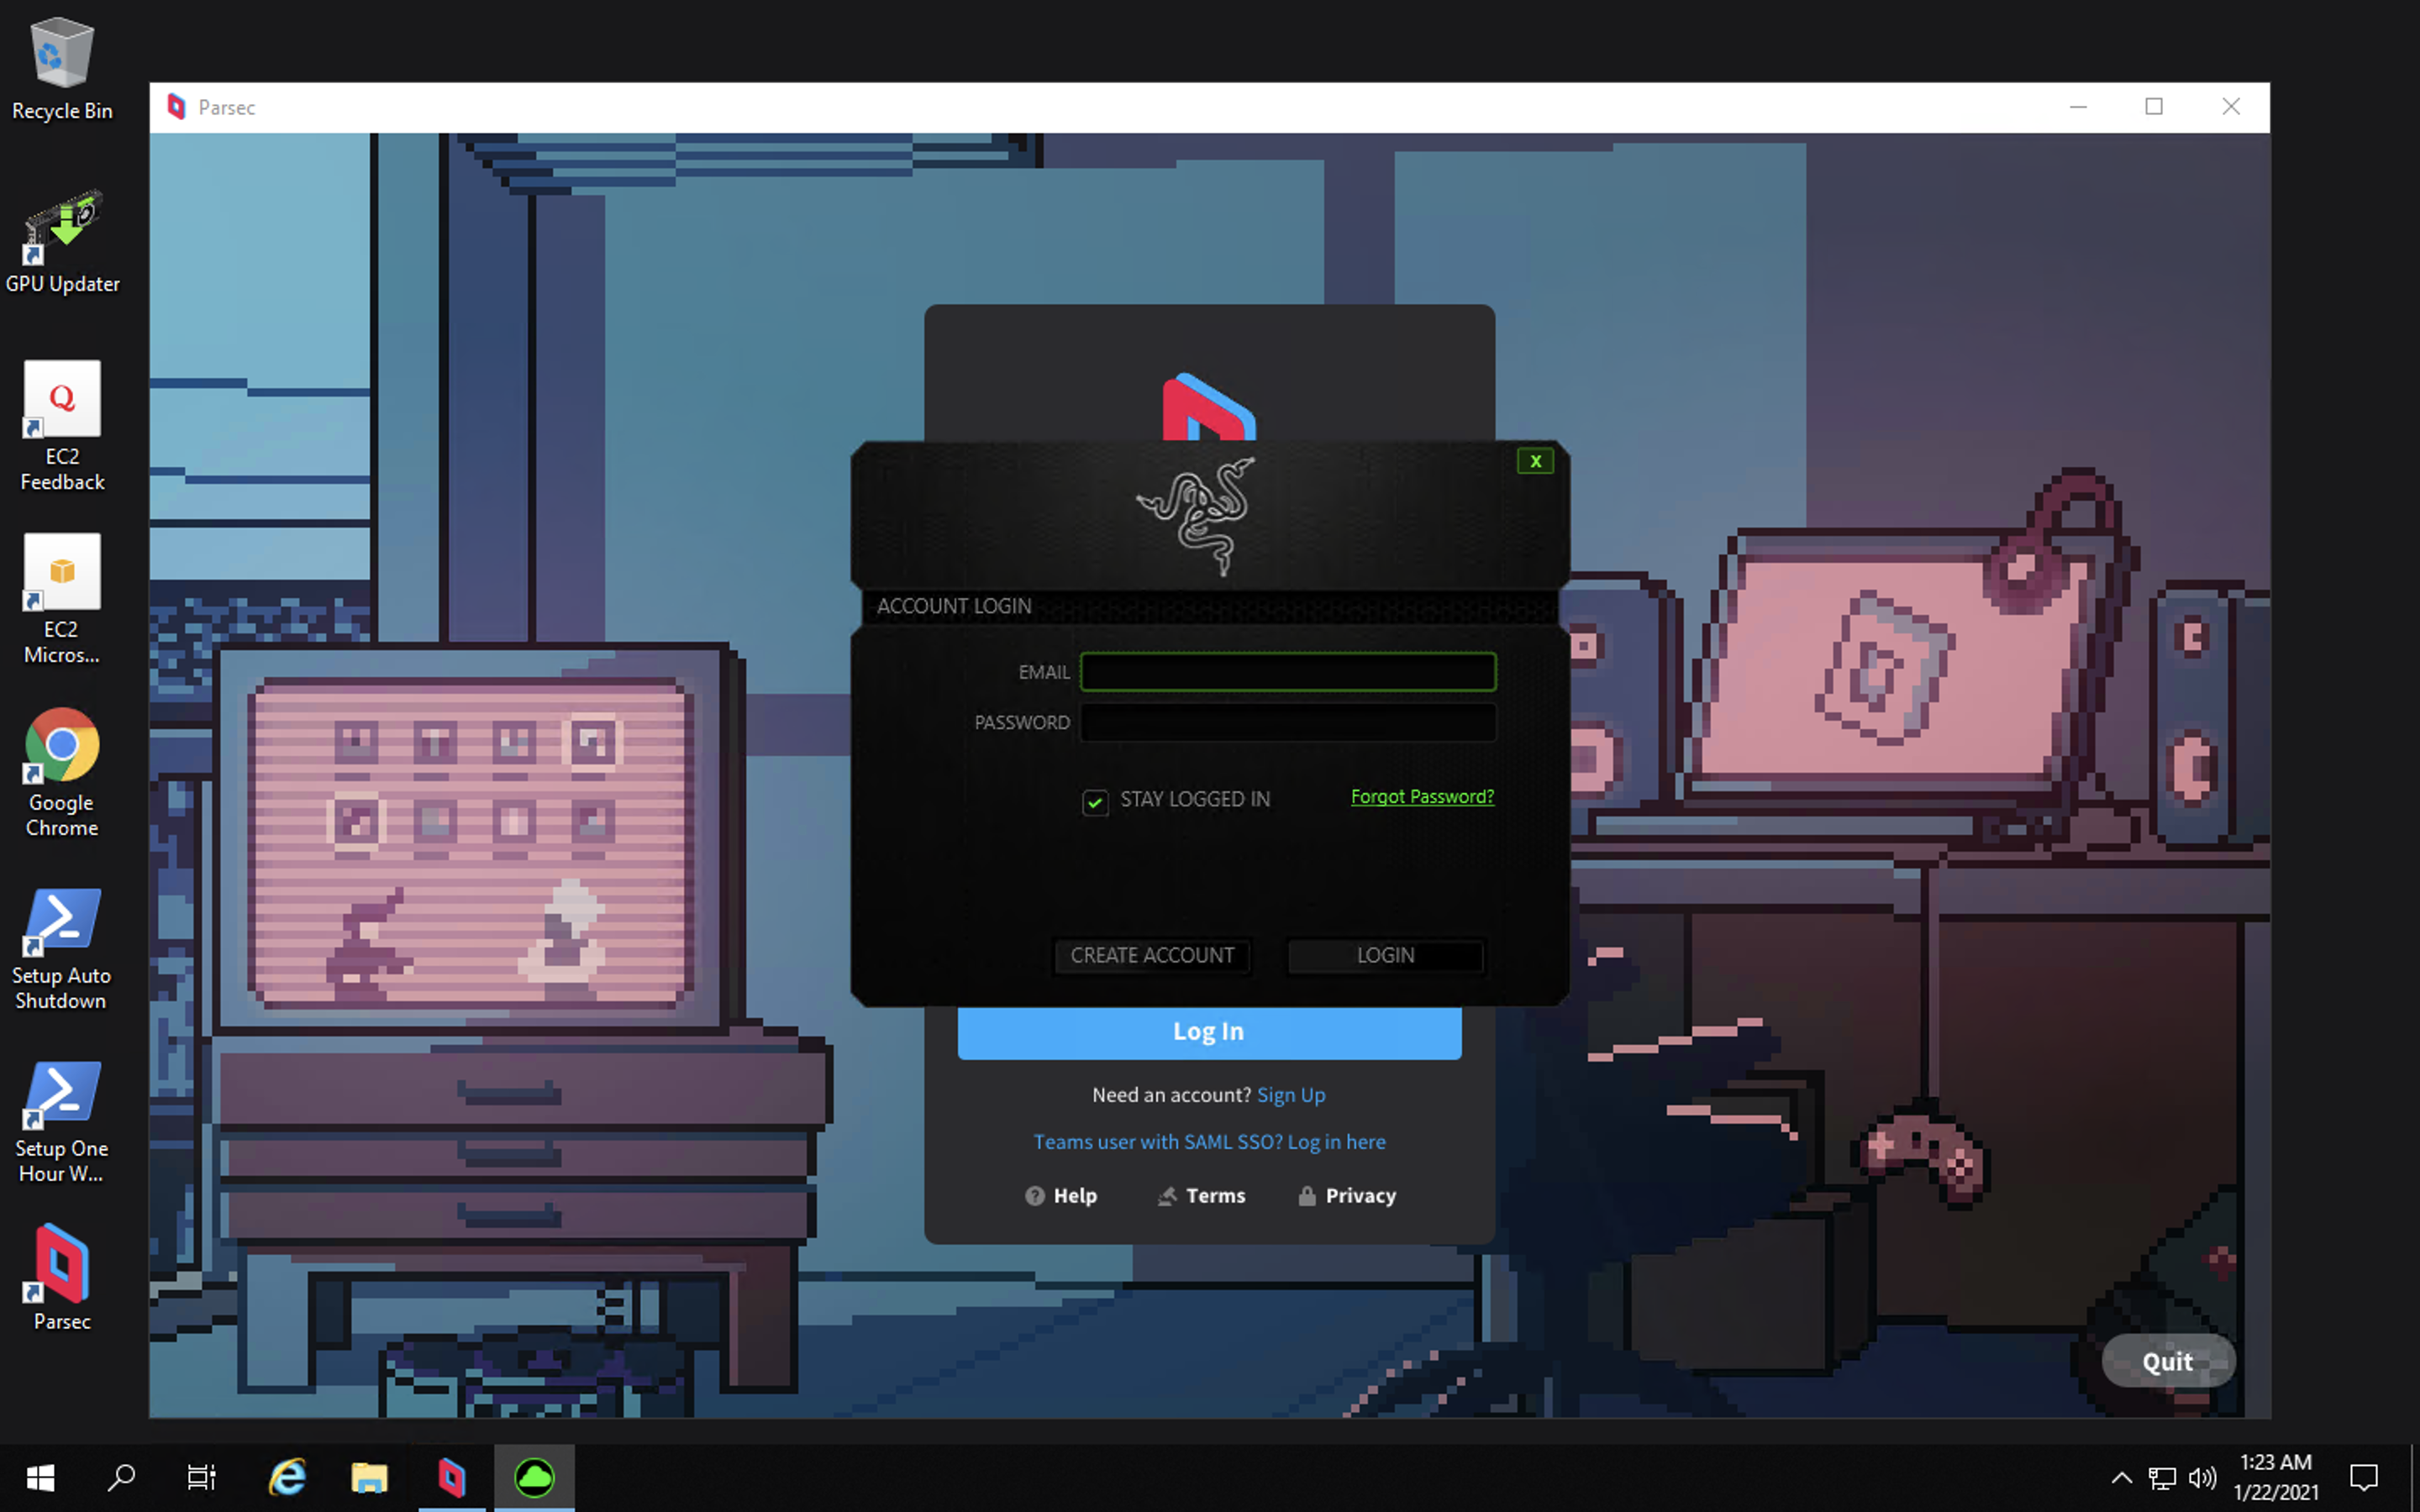 Recycle Bin
GPU Updater
Q
EC2
Feedback
EC2
Micros...
Google
Chrome
Setup Auto
Shutdown
Setup One
Hour W...
Parsec
Parsec
X
ACCOUNT LOGIN
EMAIL
PASSWORD
STAY LOGGED IN
Forgot Password?
CREATE ACCOUNT
LOGIN
Log In
Need an account? Sign Up
Teams user with SAML SSO? Log in here
Help
Terms
Privacy
Quit
1:23 AM
1/22/2021